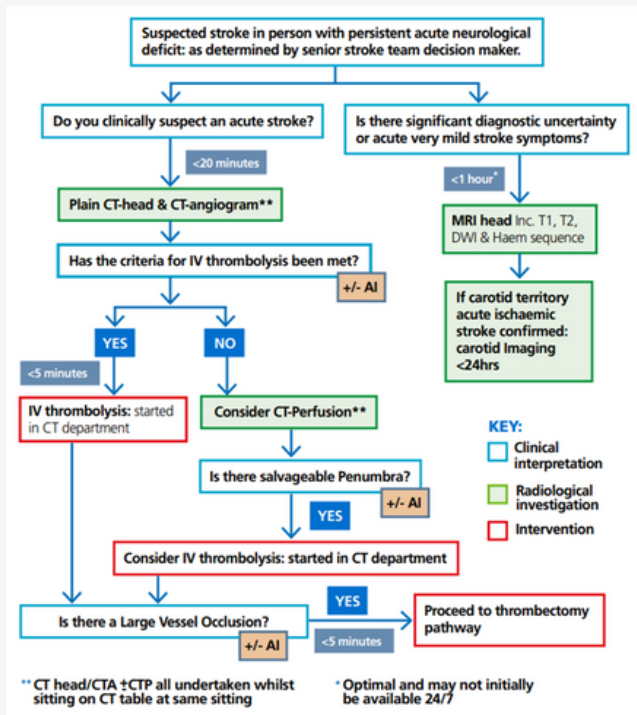 Suspected stroke in person with persistent acute neurological
deficit: as determined by senior stroke team decision maker.
Do you clinically suspect an acute stroke?
Is there significant diagnostic uncertainty
or acute very mild stroke symptoms?
<20 minutes
<1 hour*
Plain CT-head & CT-angiogram**
MRI head Inc. T1, T2,
DWI & Haem sequence
Has the criteria for IV thrombolysis been met?
+/- AI
If carotid territory
acute ischaemic
stroke confirmed:
carotid Imaging
<24hrs
YES
NO
<5 minutes
IV thrombolysis: started
in CT department
Consider CT-Perfusion**
Is there salvageable Penumbra?
+/- AI
YES
KEY:
Clinical
interpretation
Radiological
investigation
Intervention
Consider IV thrombolysis: started in CT department
Is there a Large Vessel Occlusion?
+/- AI
YES
<5 minutes
Proceed to thrombectomy
pathway
** CT head/CTA ±CTP all undertaken whilst
sitting on CT table at same sitting
* Optimal and may not initially
be available 24/7